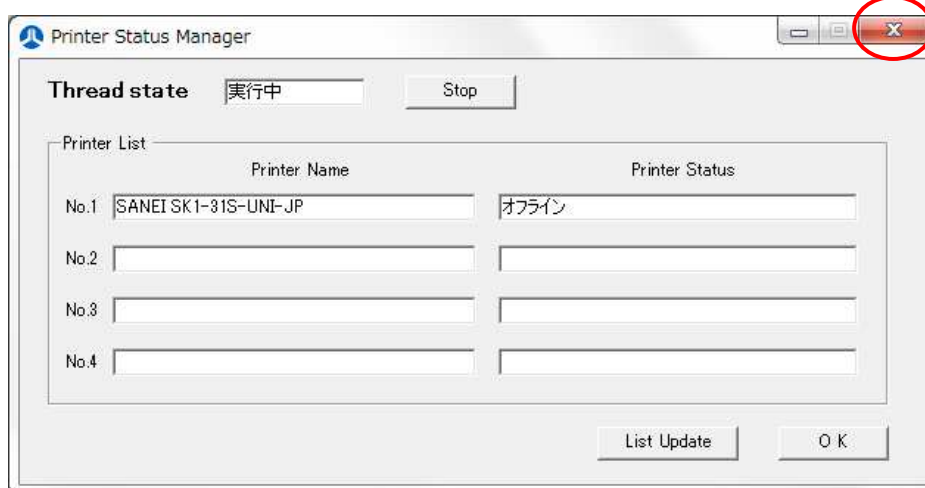 Printer Status Manager
Thread state 実行中 Stop
Printer List
Printer Name Printer Status
No.1 SANEI SK1-31S-UNI-JP オフライン
No.2
No.3
No.4
List Update O K